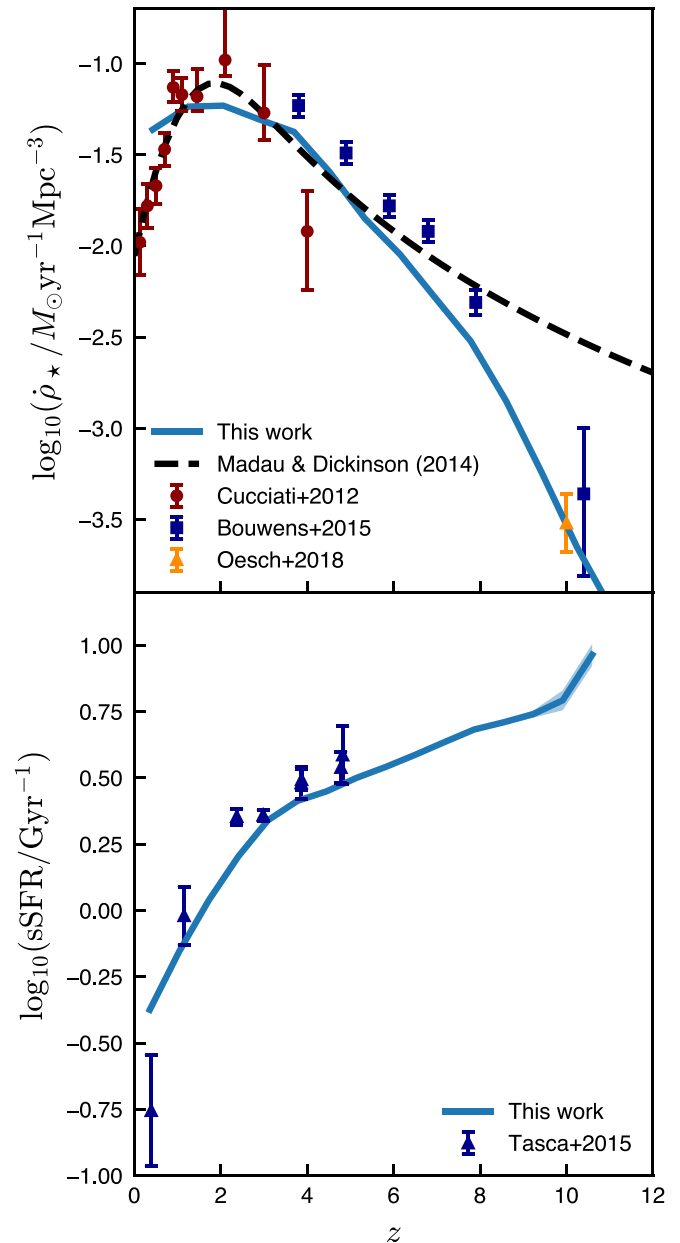 −1.0
−1.5
−2.0
−2.5
−3.0
−3.5
log₁₀(ρ̇⋆/M⊙yr⁻¹Mpc⁻³)
This work
Madau & Dickinson (2014)
Cucciati+2012
Bouwens+2015
Oesch+2018
1.00
0.75
0.50
0.25
0.00
−0.25
−0.50
−0.75
−1.00
log₁₀(sSFR/Gyr⁻¹)
This work
Tasca+2015
0 2 4 6 8 10 12
z